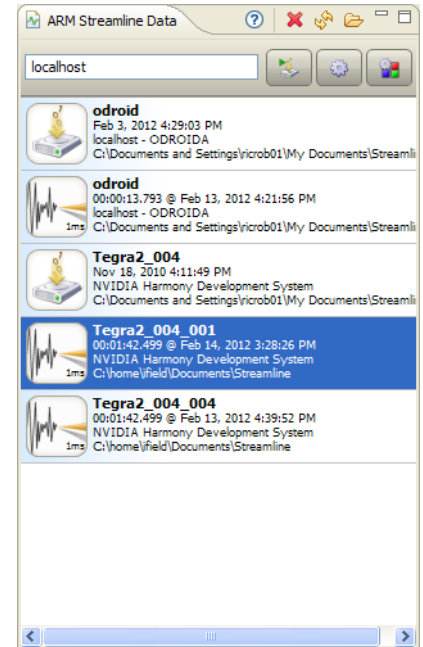 ARM Streamline Data
localhost
odroid
Feb 3, 2012 4:29:03 PM
localhost - ODROIDA
C:\Documents and Settings\ricrob01\My Documents\Streamli
odroid
00:00:13.793 @ Feb 13, 2012 4:21:56 PM
localhost - ODROIDA
1ms
C:\Documents and Settings\ricrob01\My Documents\Streamli
Tegra2_004
Nov 18, 2010 4:11:49 PM
NVIDIA Harmony Development System
C:\Documents and Settings\ricrob01\My Documents\Streamli
Tegra2_004_001
00:01:42.499 @ Feb 14, 2012 3:28:26 PM
NVIDIA Harmony Development System
1ms
C:\home\ifield\Documents\Streamline
Tegra2_004_004
00:01:42.499 @ Feb 13, 2012 4:39:52 PM
NVIDIA Harmony Development System
1ms
C:\home\ifield\Documents\Streamline